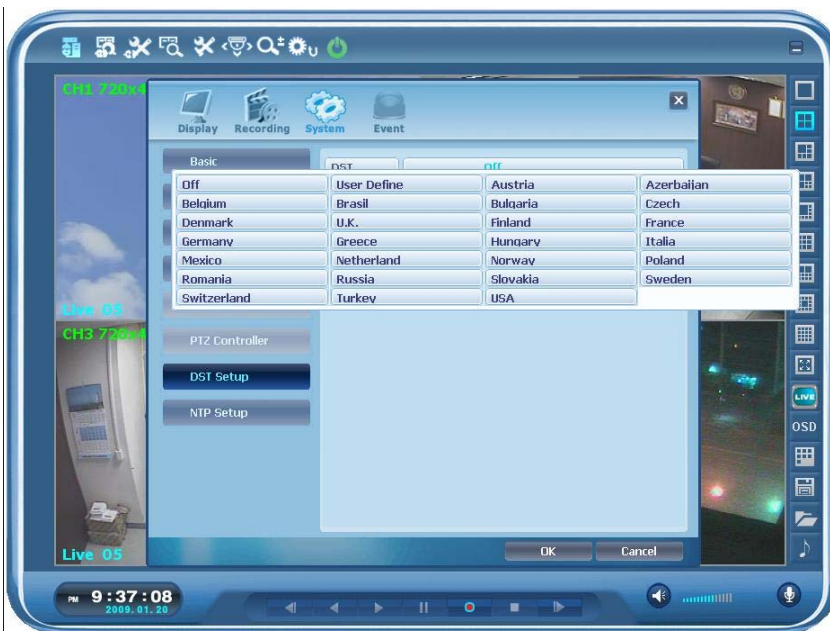 CH1 720x4
Display Recording System Event
Basic
DST Off
Off User Define Austria Azerbaijan
Belgium Brasil Bulgaria Czech
Denmark U.K. Finland France
Germany Greece Hungary Italia
Mexico Netherland Norway Poland
Romania Russia Slovakia Sweden
Switzerland Turkey USA
Live 05
CH3 720x4
PTZ Controller
DST Setup
LIVE
NTP Setup
OSD
Live 05
OK Cancel
PM 9:37:08
2009.01.20